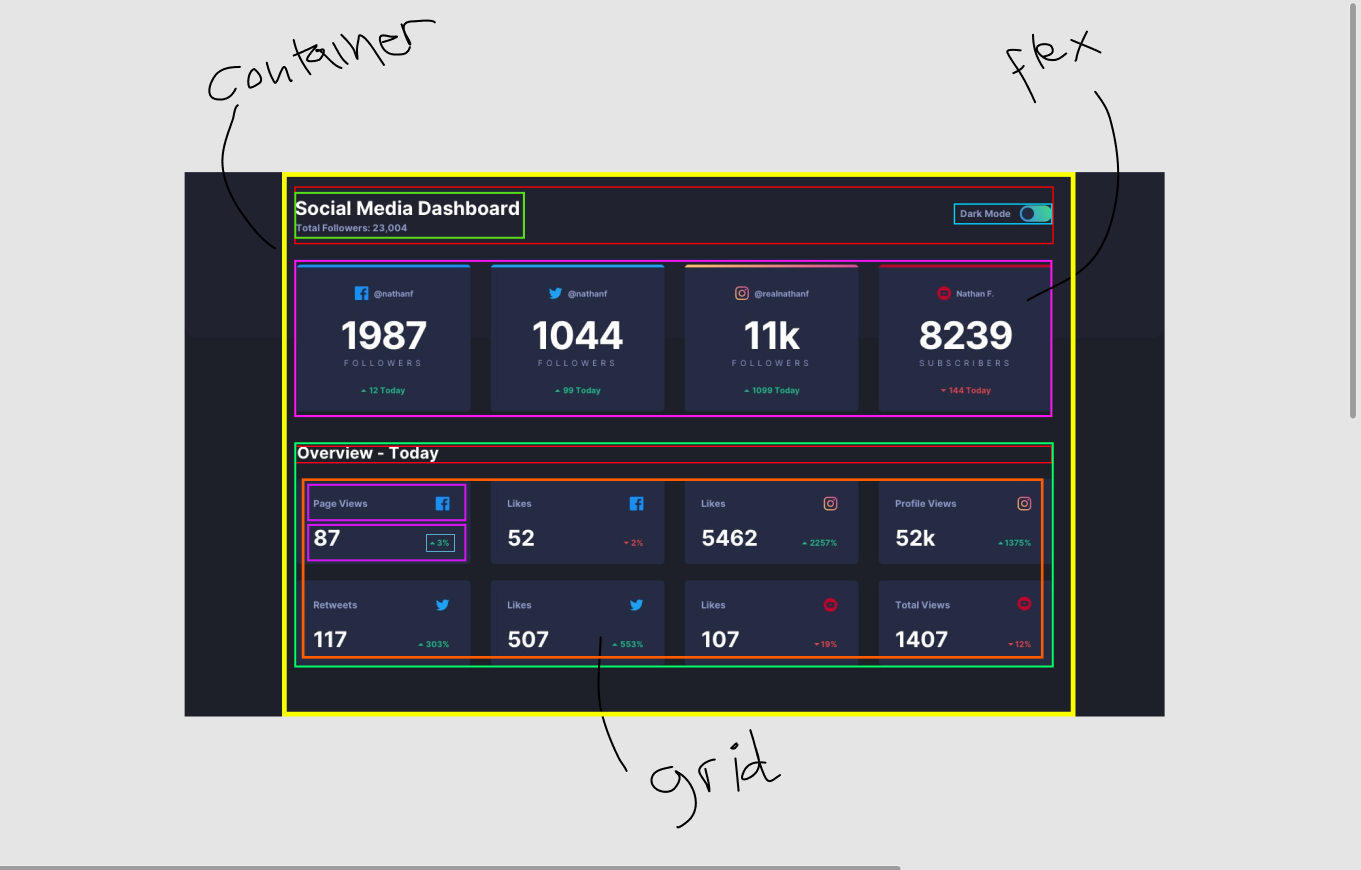 container
flex
Social Media Dashboard
Total Followers: 23,004
Dark Mode
@nathanf
@nathanf
@realnathanf
Nathan F.
1987
1044
11k
8239
FOLLOWERS
FOLLOWERS
FOLLOWERS
SUBSCRIBERS
12 Today
99 Today
1099 Today
144 Today
Overview - Today
Page Views
Likes
Likes
Profile Views
87
3%
52
2%
5462
2257%
52k
1375%
Retweets
Likes
Likes
Total Views
117
303%
507
553%
107
19%
1407
12%
grid